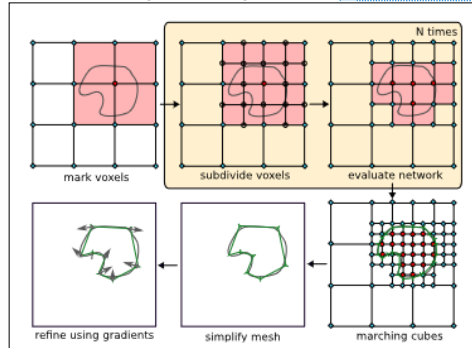 N times
mark voxels
subdivide voxels
evaluate network
refine using gradients
simplify mesh
marching cubes